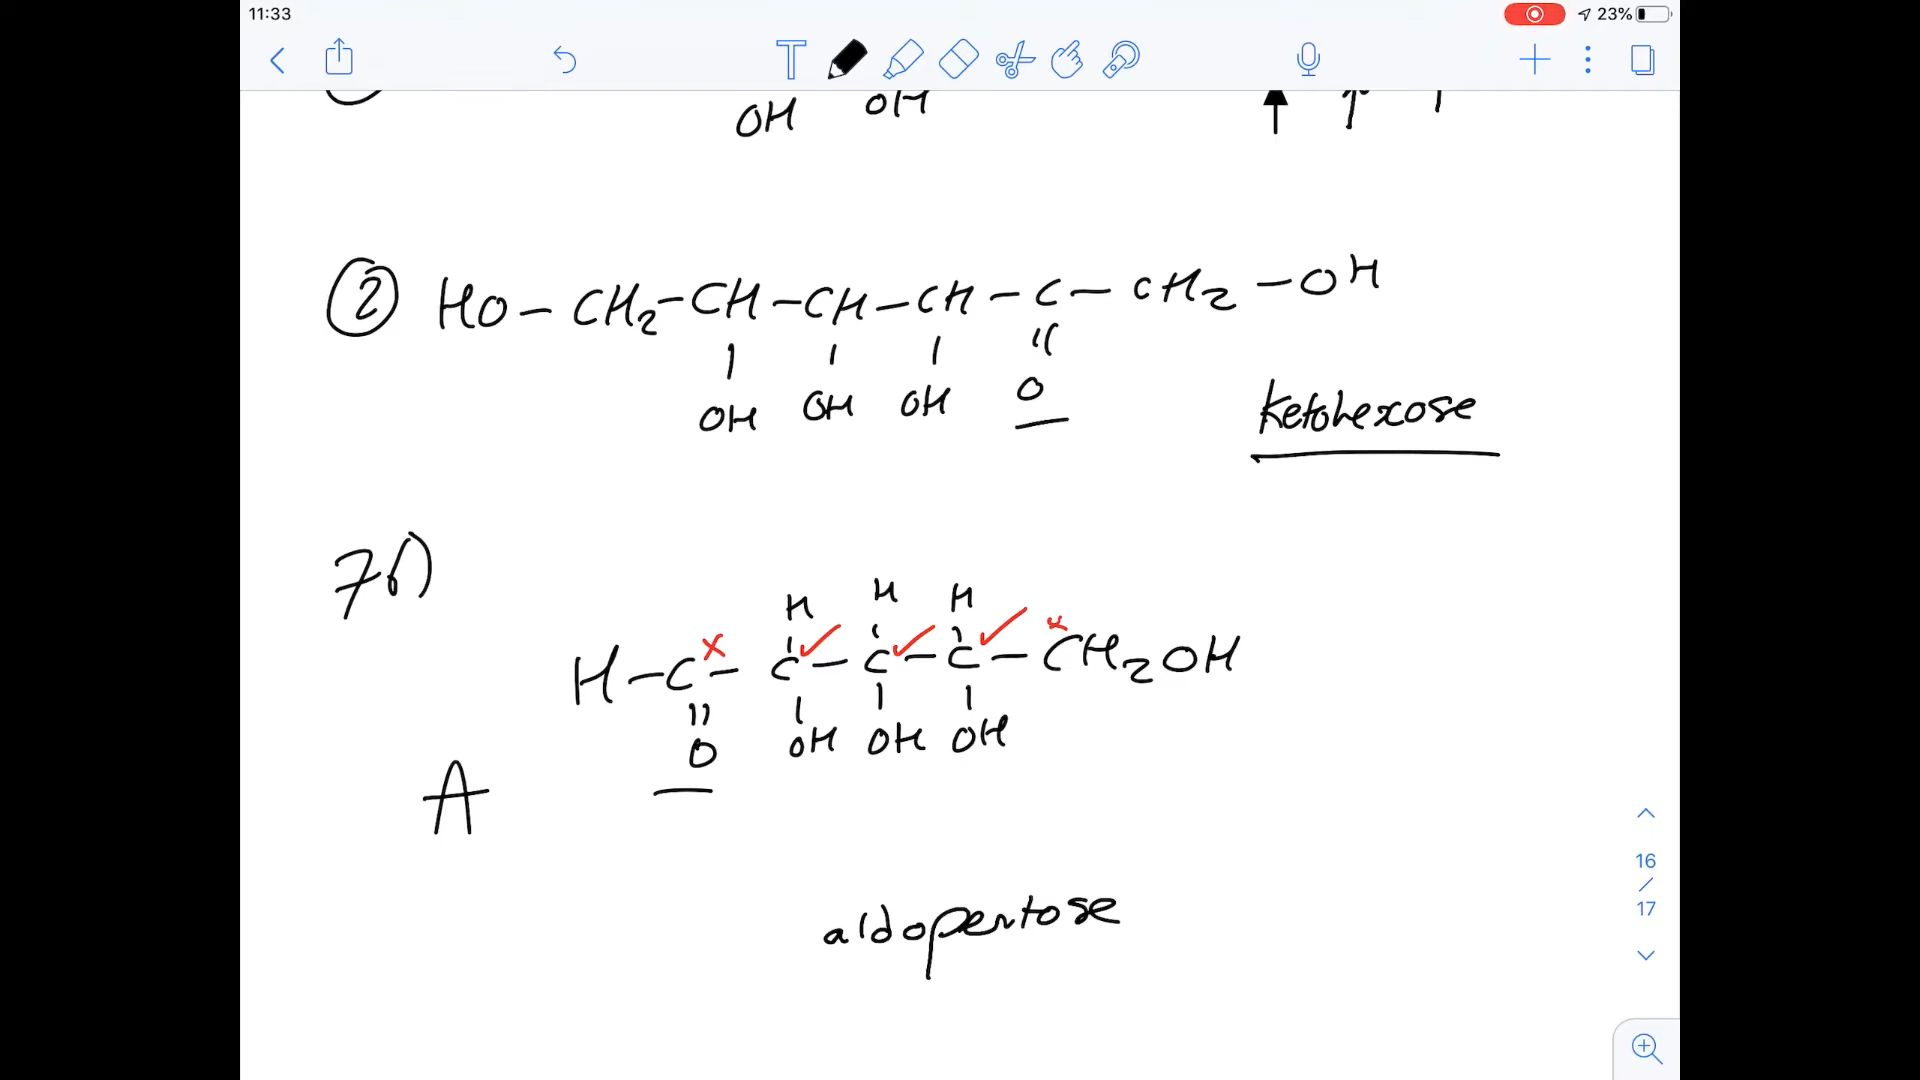 11:33
23%
T
OH OH
② HO – CH2 – CH – CH – CH – C – CH2 – OH
OH OH OH O
ketohexose
H H H
H – C – C – C – C – CH2OH
O OH OH OH
A
aldopentose
16
/
17